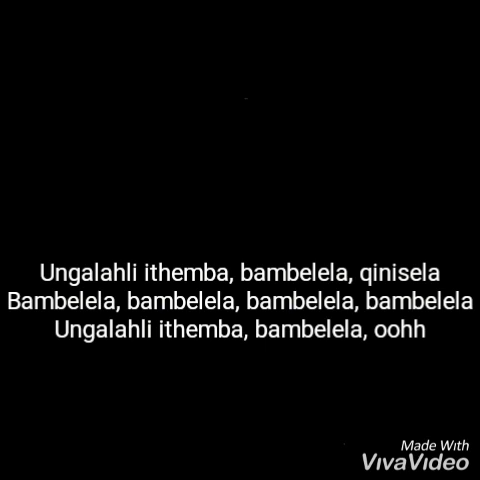 Ungalahli ithemba, bambelela, qinisela
Bambelela, bambelela, bambelela, bambelela
Ungalahli ithemba, bambelela, oohh
Made With
VivaVideo